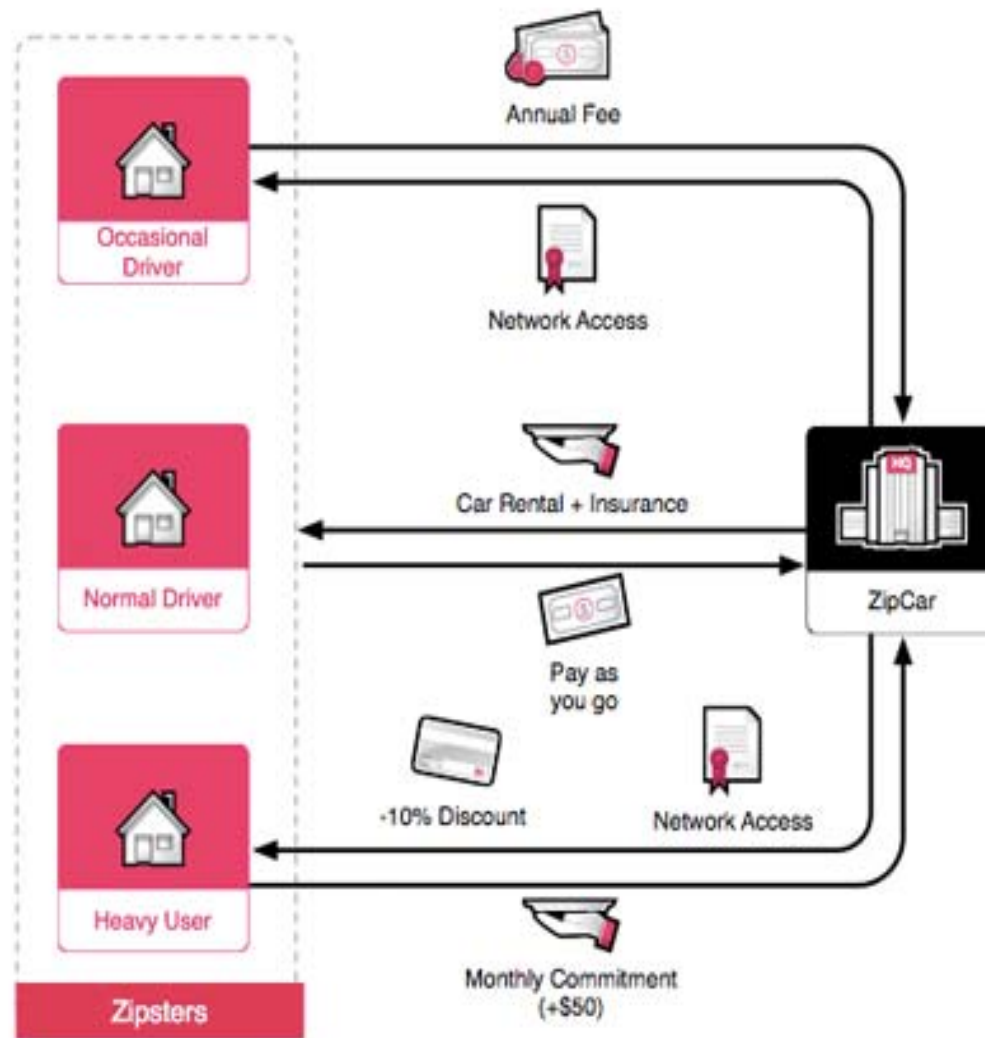 Annual Fee
Occasional
Driver
Network Access
HQ
Car Rental + Insurance
Normal Driver
ZipCar
Pay as
you go
-10% Discount
Network Access
Heavy User
Monthly Commitment
(+$50)
Zipsters